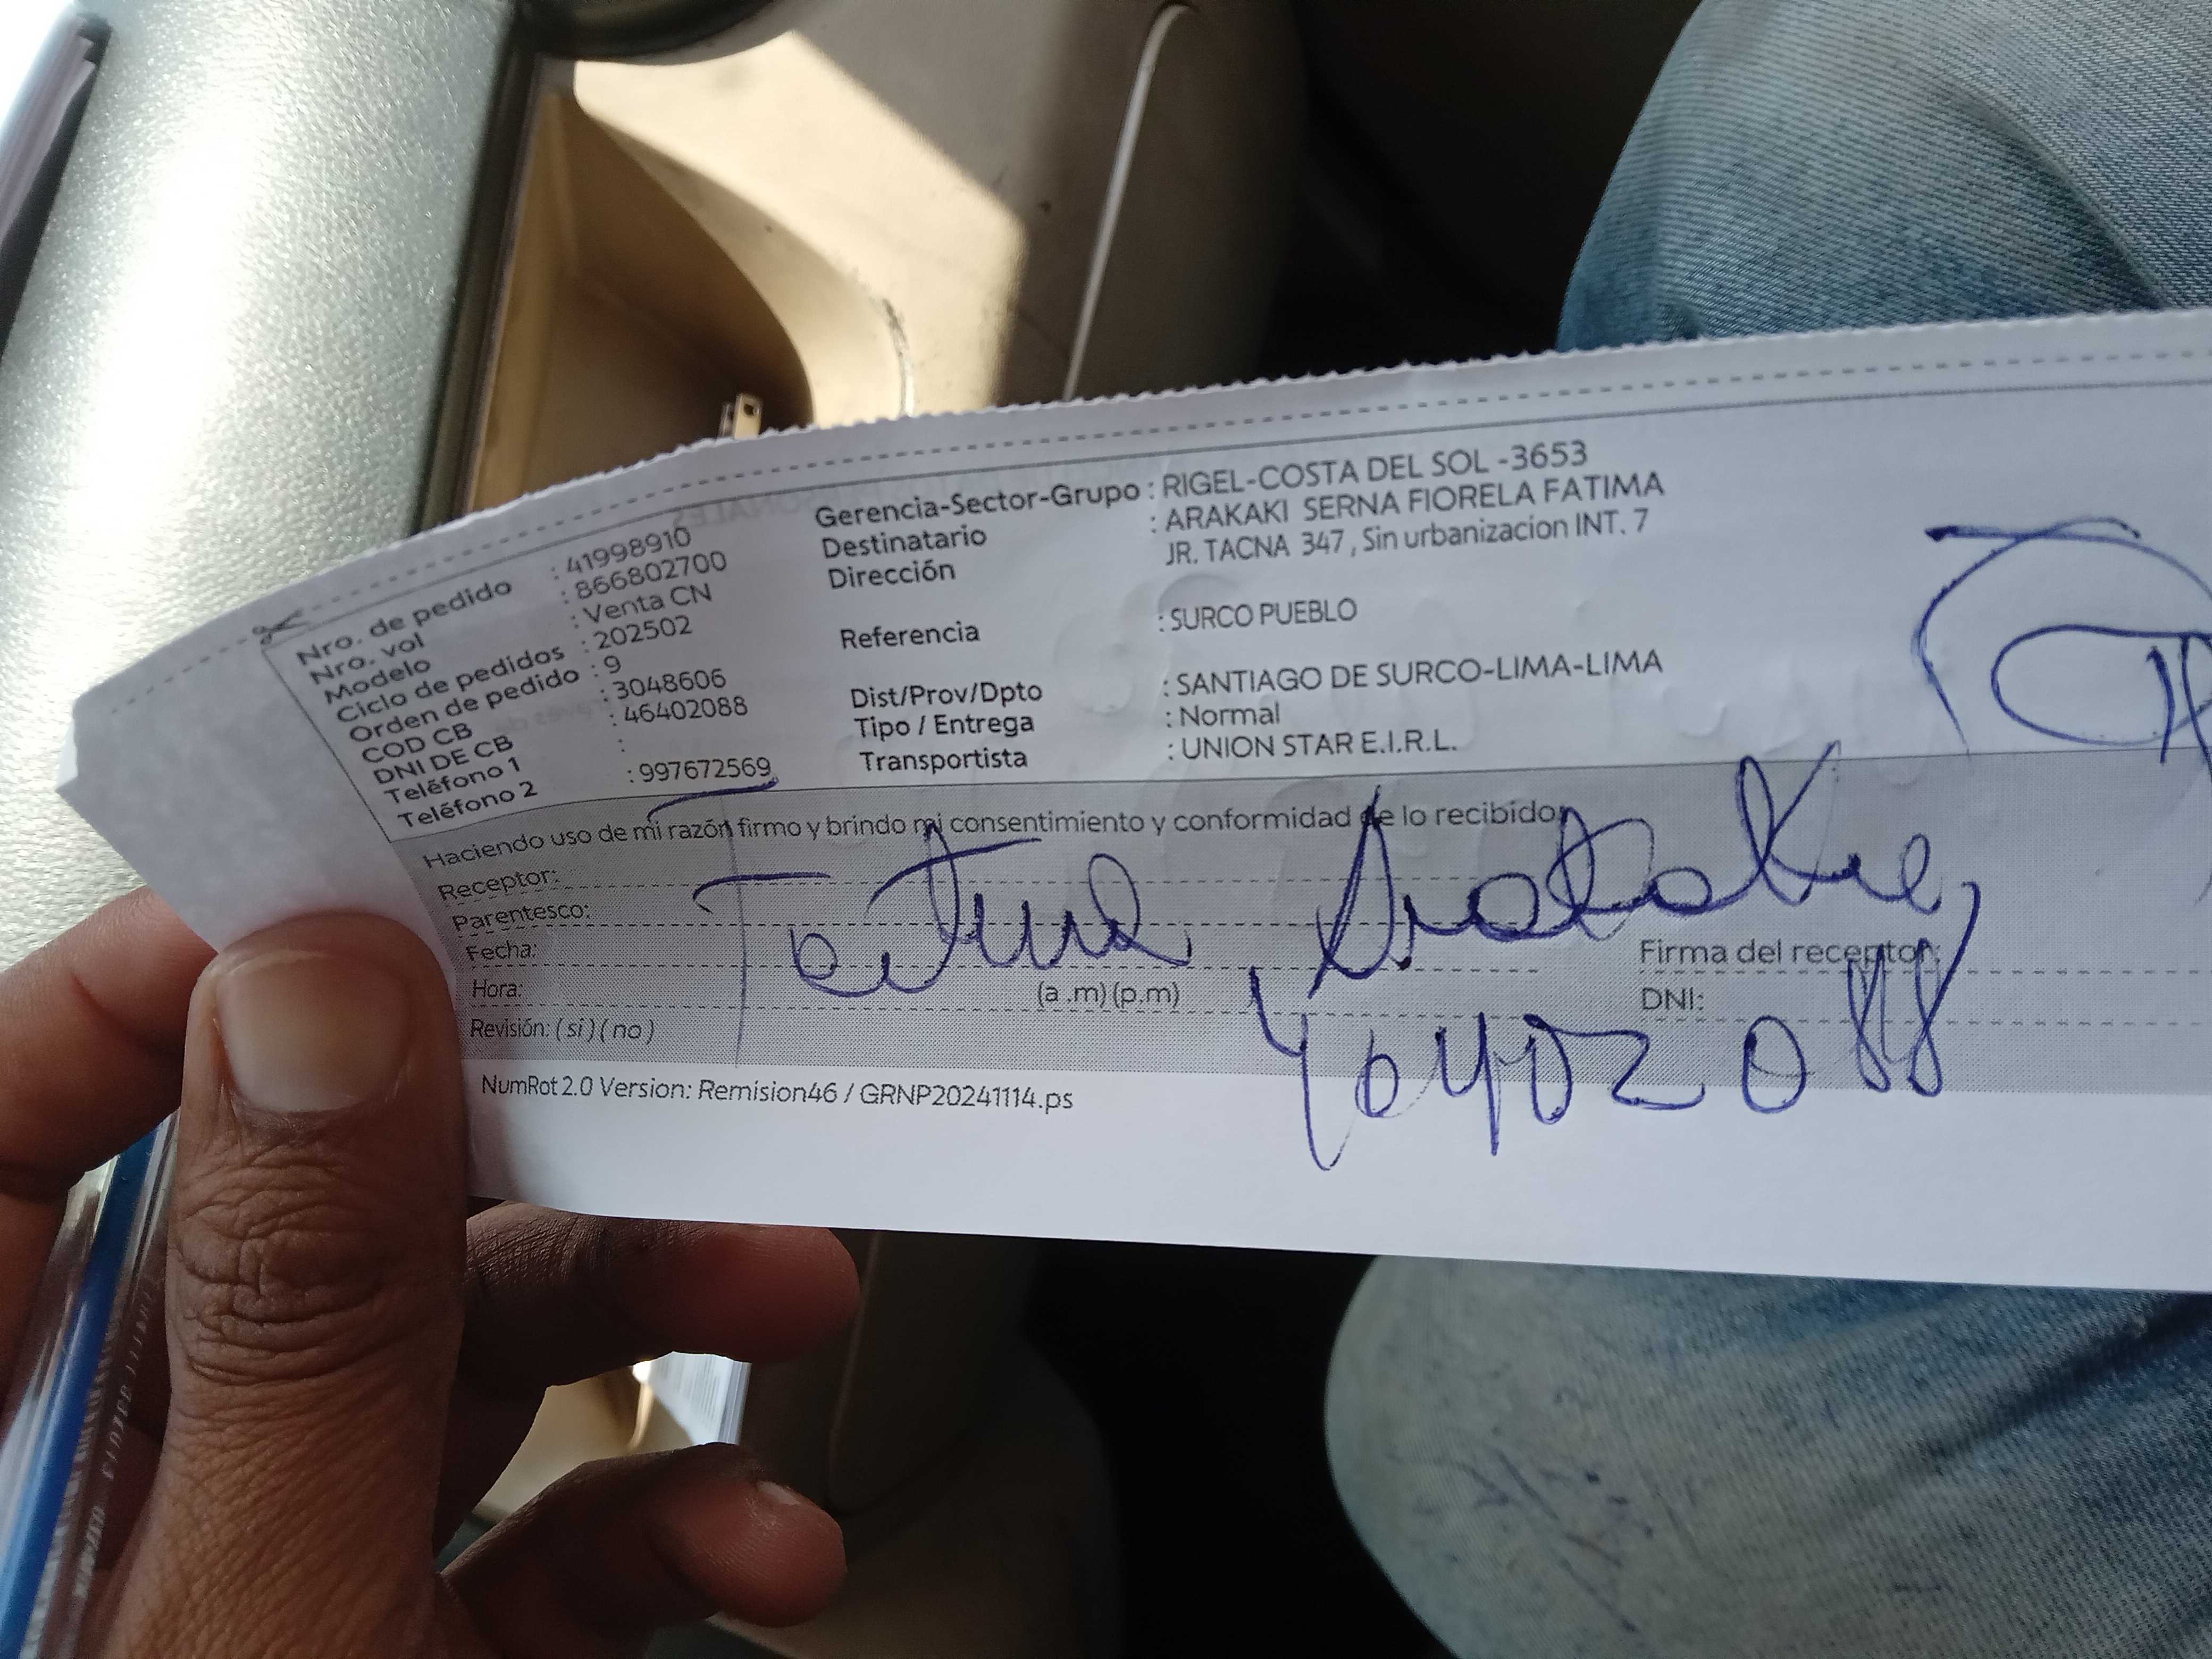 Nro. de pedido : 41998910
Nro. vol : 866802700
Modelo : Venta CN
Ciclo de pedidos : 202502
Orden de pedido : 9
COD CB : 3048606
DNI DE CB : 46402088
Teléfono 1 :
Teléfono 2 : 997672569
Gerencia-Sector-Grupo : RIGEL-COSTA DEL SOL -3653
Destinatario : ARAKAKI SERNA FIORELA FATIMA
Dirección JR. TACNA 347, Sin urbanizacion INT. 7
Referencia : SURCO PUEBLO
Dist/Prov/Dpto : SANTIAGO DE SURCO-LIMA-LIMA
Tipo / Entrega : Normal
Transportista : UNION STAR E.I.R.L.
Haciendo uso de mi razón firmo y brindo mi consentimiento y conformidad de lo recibido
Receptor:
Parentesco:
Fatima Arakaki
Fecha:
Firma del receptor:
Hora: (a .m) (p.m)
DNI:
46402088
Revisión: ( si ) ( no )
NumRot 2.0 Version: Remision46 / GRNP20241114.ps